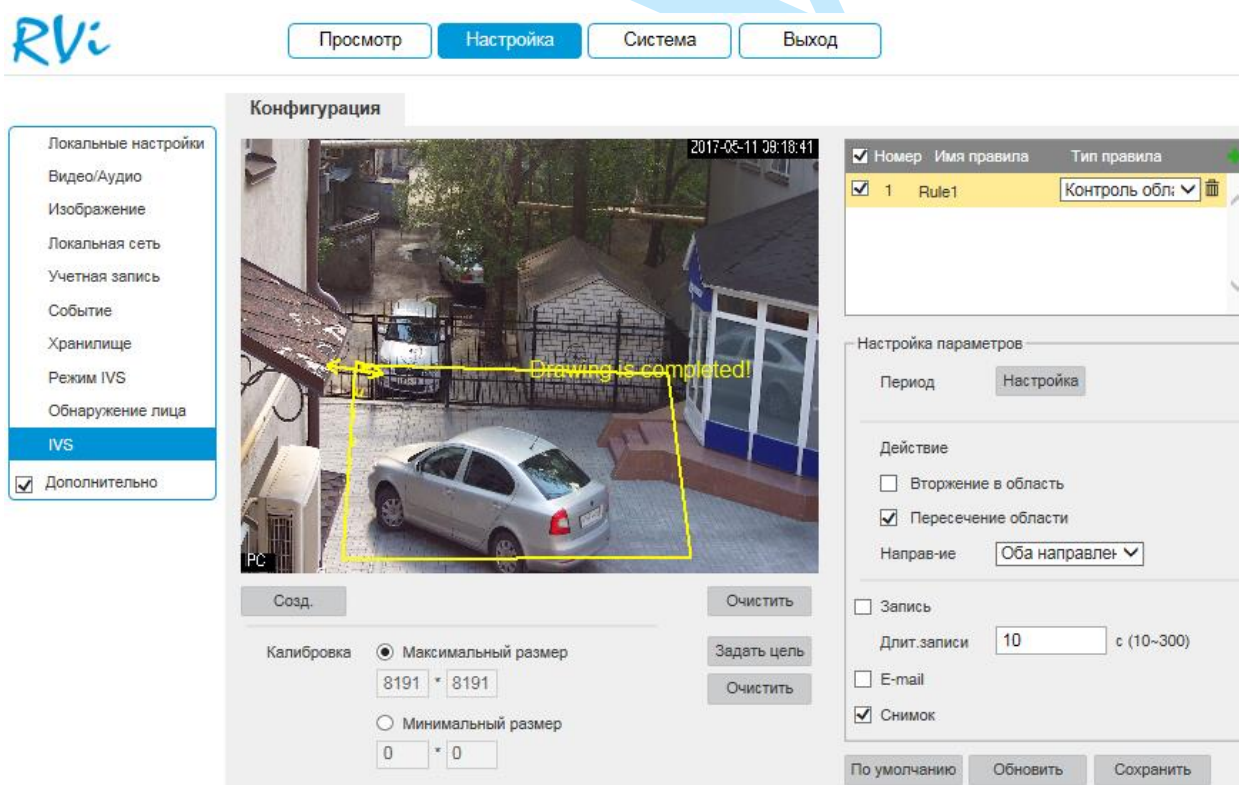 RVi
Просмотр Настройка Система Выход
Конфигурация
Локальные настройки
Видео/Аудио
Изображение
Локальная сеть
Учетная запись
Событие
Хранилище
Режим IVS
Обнаружение лица
IVS
Дополнительно
2017-05-11 09:18:41
Drawing is completed!
PC
Созд. Очистить
Калибровка Максимальный размер Задать цель
8191 * 8191 Очистить
Минимальный размер
0 * 0
Номер Имя правила Тип правила
1 Rule1 Контроль обла
Настройка параметров
Период Настройка
Действие
Вторжение в область
Пересечение области
Направ-ие Оба направлен
Запись
Длит.записи 10 с (10~300)
E-mail
Снимок
По умолчанию Обновить Сохранить